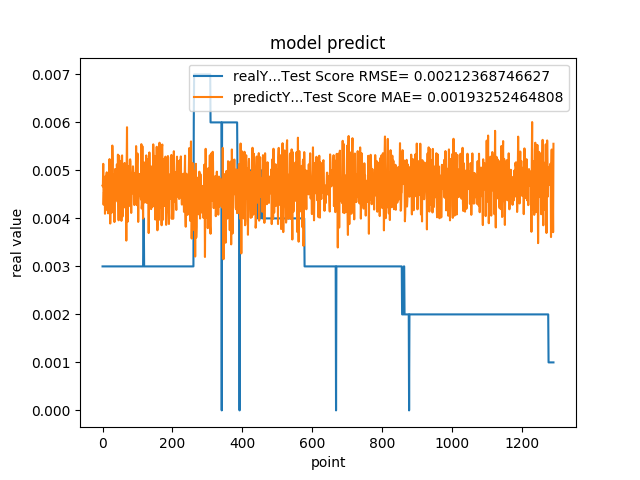 model predict
realY...Test Score RMSE= 0.00212368746627
predictY...Test Score MAE= 0.00193252464808
real value
0.007
0.006
0.005
0.004
0.003
0.002
0.001
0.000
0 200 400 600 800 1000 1200
point